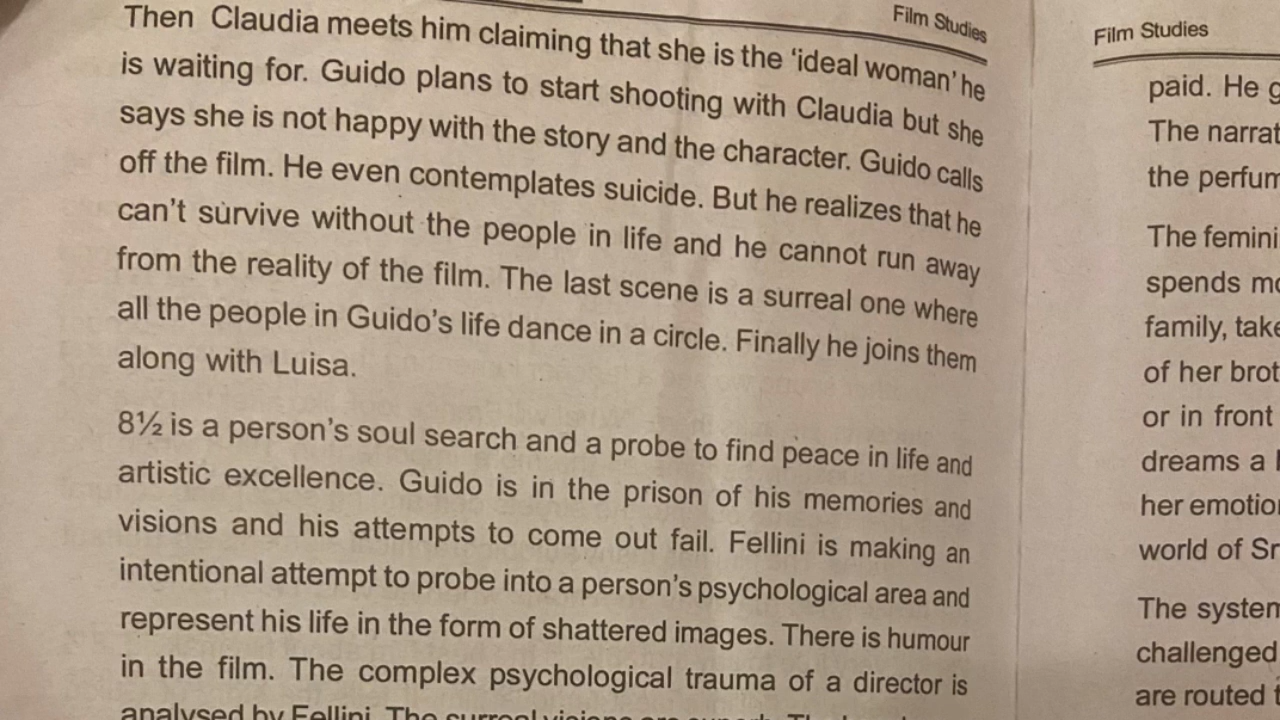 Film Studies
Then Claudia meets him claiming that she is the ‘ideal woman’ he
is waiting for. Guido plans to start shooting with Claudia but she
says she is not happy with the story and the character. Guido calls
off the film. He even contemplates suicide. But he realizes that he
can’t survive without the people in life and he cannot run away
from the reality of the film. The last scene is a surreal one where
all the people in Guido’s life dance in a circle. Finally he joins them
along with Luisa.
8½ is a person’s soul search and a probe to find peace in life and
artistic excellence. Guido is in the prison of his memories and
visions and his attempts to come out fail. Fellini is making an
intentional attempt to probe into a person’s psychological area and
represent his life in the form of shattered images. There is humour
in the film. The complex psychological trauma of a director is
analysed by Fellini. The surreal visions are
Film Studies
paid. He
The
the
The
spends
family,
of her
or in front
dreams a
her
world of
The
challenged
are routed